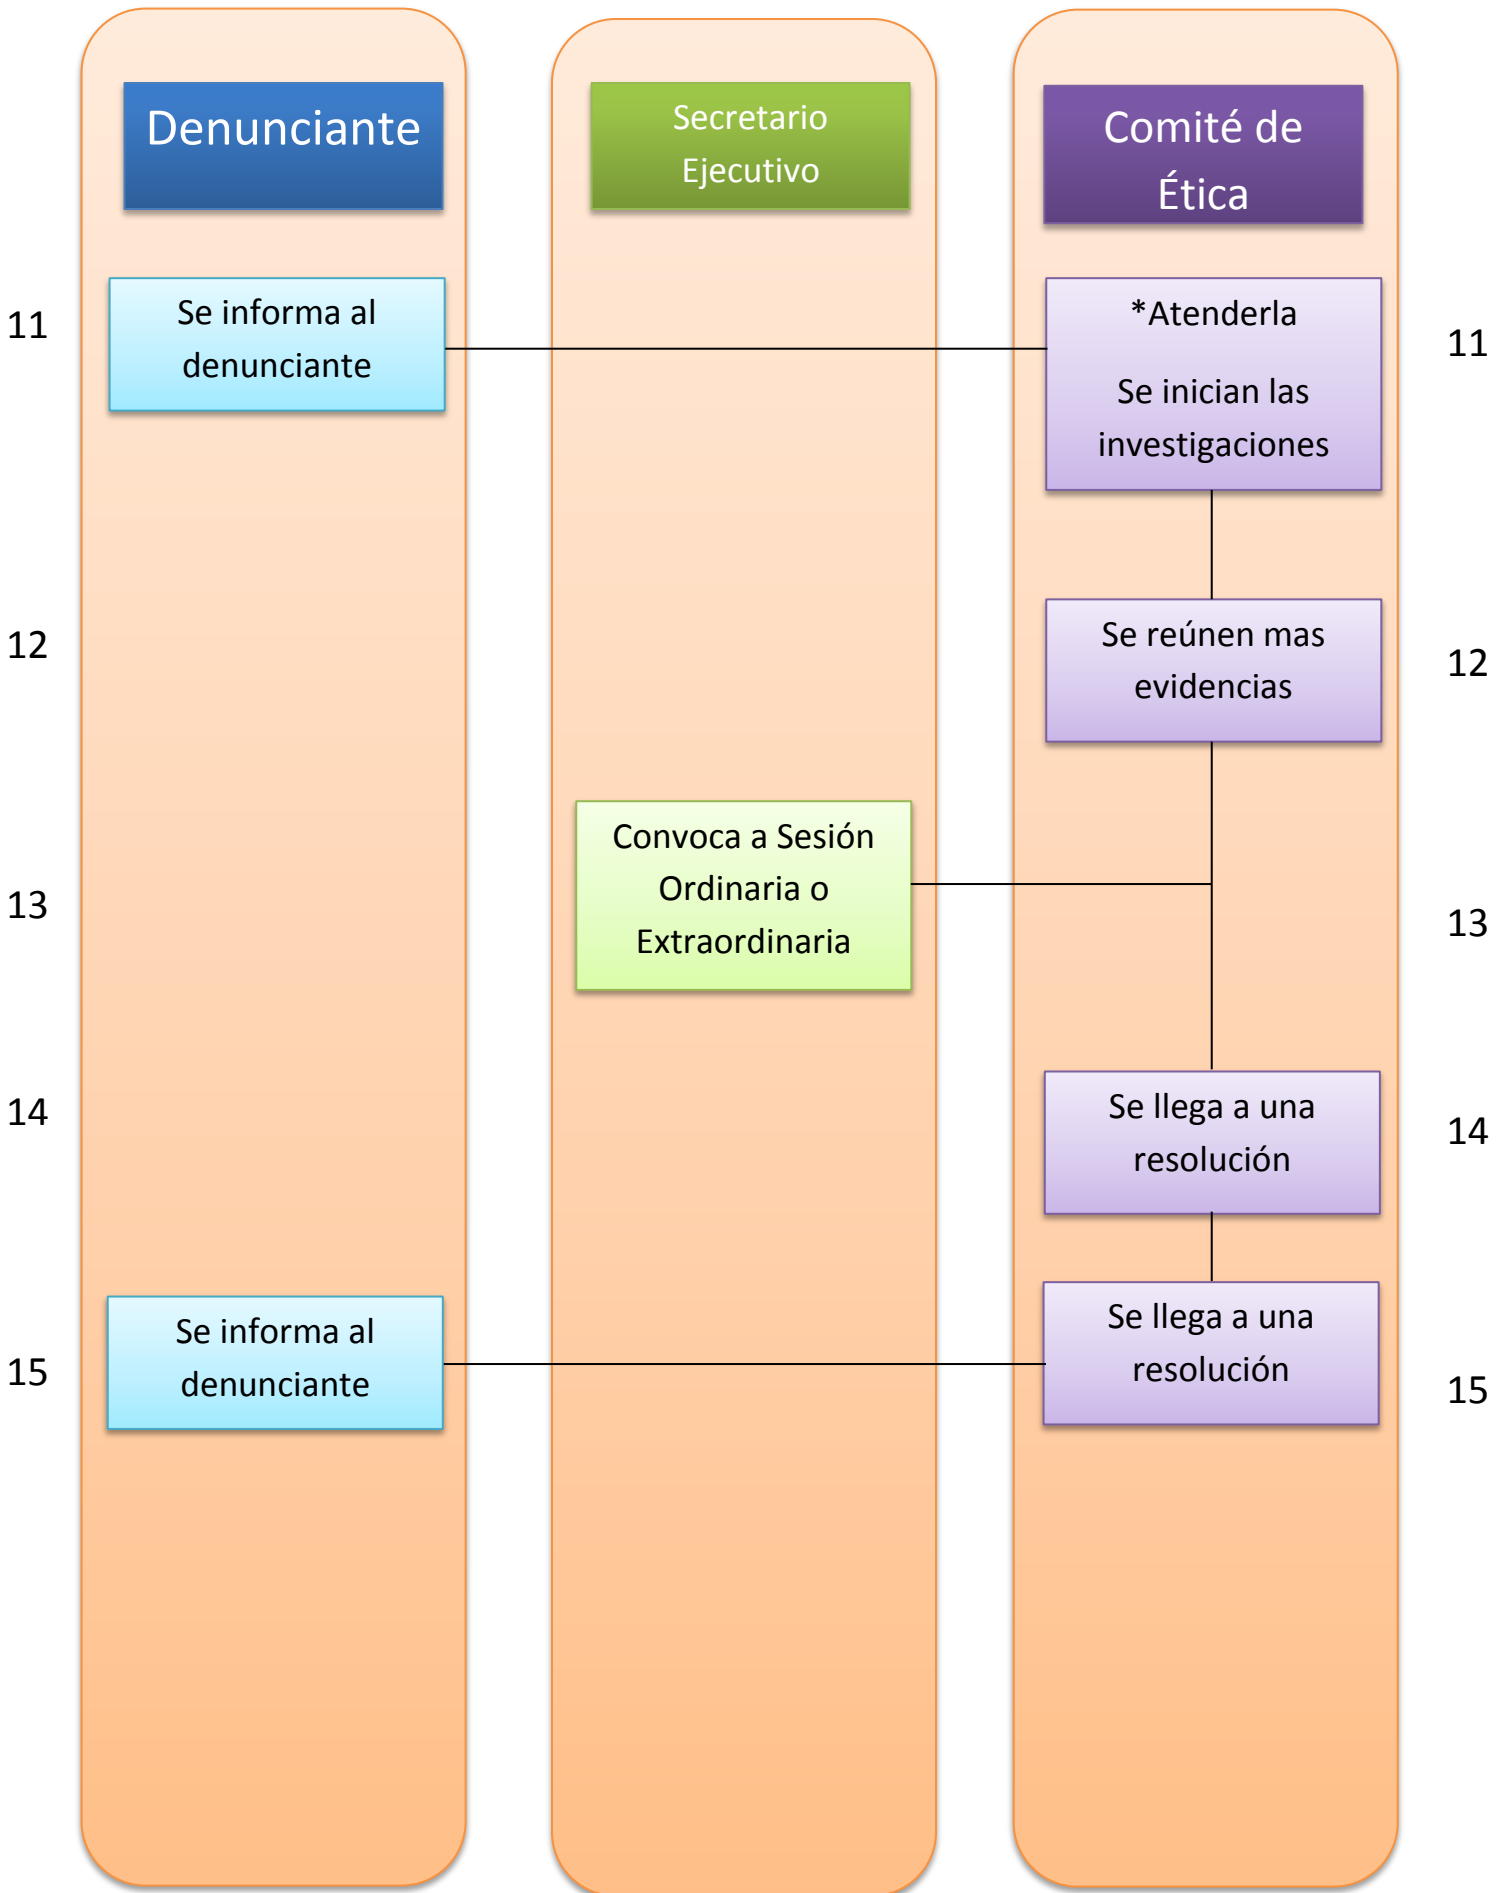 Denunciante
Secretario
Ejecutivo
Comité de
Ética
11
Se informa al
denunciante
*Atenderla
Se inician las
investigaciones
11
12
Se reúnen mas
evidencias
12
13
Convoca a Sesión
Ordinaria o
Extraordinaria
13
14
Se llega a una
resolución
14
15
Se informa al
denunciante
Se llega a una
resolución
15